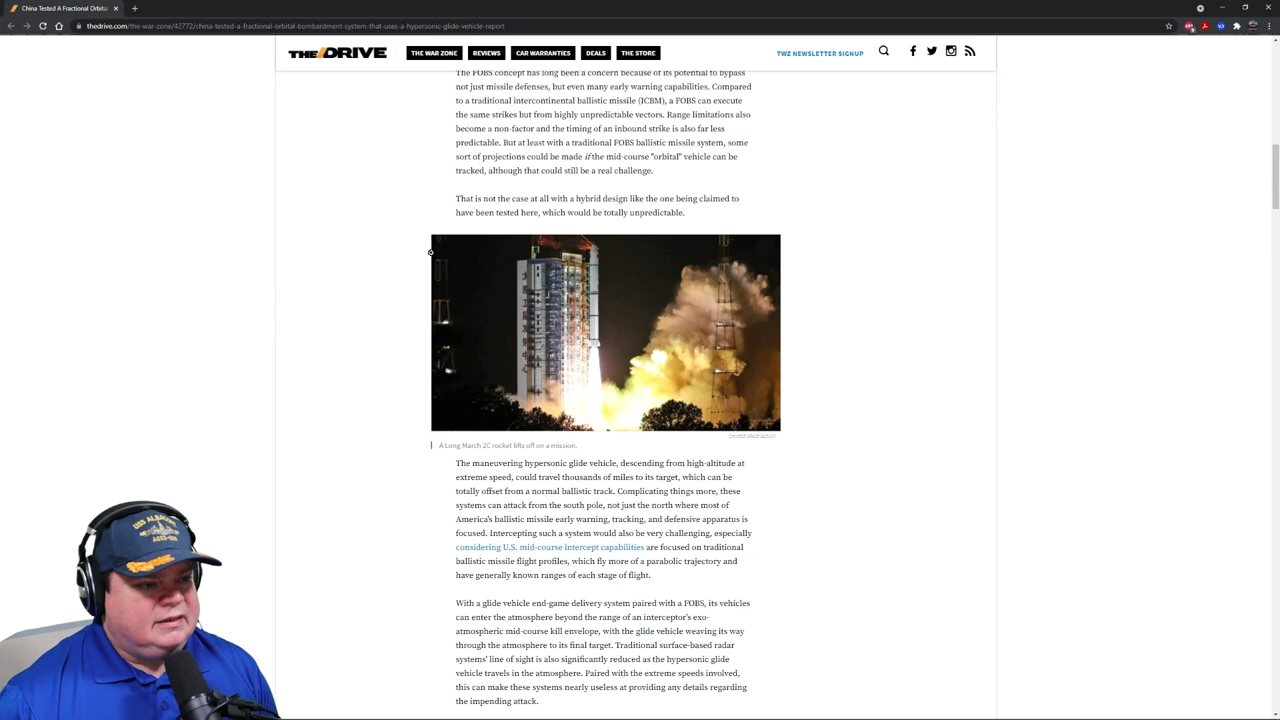 China Tested A Fractional Orbital
thedrive.com/the-war-zone/42772/china-tested-a-fractional-orbital-bombardment-system-that-uses-a-hypersonic-glide-vehicle-report
THE/DRIVE
THE WAR ZONE
REVIEWS
CAR WARRANTIES
DEALS
THE STORE
TWZ NEWSLETTER SIGNUP
The FOBS concept has long been a concern because of its potential to bypass
not just missile defenses, but even many early warning capabilities. Compared
to a traditional intercontinental ballistic missile (ICBM), a FOBS can execute
the same strikes but from highly unpredictable vectors. Range limitations also
become a non-factor and the timing of an inbound strike is also far less
predictable. But at least with a traditional FOBS ballistic missile system, some
sort of projections could be made if the mid-course "orbital" vehicle can be
tracked, although that could still be a real challenge.
That is not the case at all with a hybrid design like the one being claimed to
have been tested here, which would be totally unpredictable.
CHINESE SPACE AGENCY
A Long March 2C rocket lifts off on a mission.
The maneuvering hypersonic glide vehicle, descending from high-altitude at
extreme speed, could travel thousands of miles to its target, which can be
totally offset from a normal ballistic track. Complicating things more, these
systems can attack from the south pole, not just the north where most of
America's ballistic missile early warning, tracking, and defensive apparatus is
focused. Intercepting such a system would also be very challenging, especially
considering U.S. mid-course intercept capabilities are focused on traditional
ballistic missile flight profiles, which fly more of a parabolic trajectory and
have generally known ranges of each stage of flight.
With a glide vehicle end-game delivery system paired with a FOBS, its vehicles
can enter the atmosphere beyond the range of an interceptor's exo-
atmospheric mid-course kill envelope, with the glide vehicle weaving its way
through the atmosphere to its final target. Traditional surface-based radar
systems' line of sight is also significantly reduced as the hypersonic glide
vehicle travels in the atmosphere. Paired with the extreme speeds involved,
this can make these systems nearly useless at providing any details regarding
the impending attack.
USS ALBACORE
AGSS-569